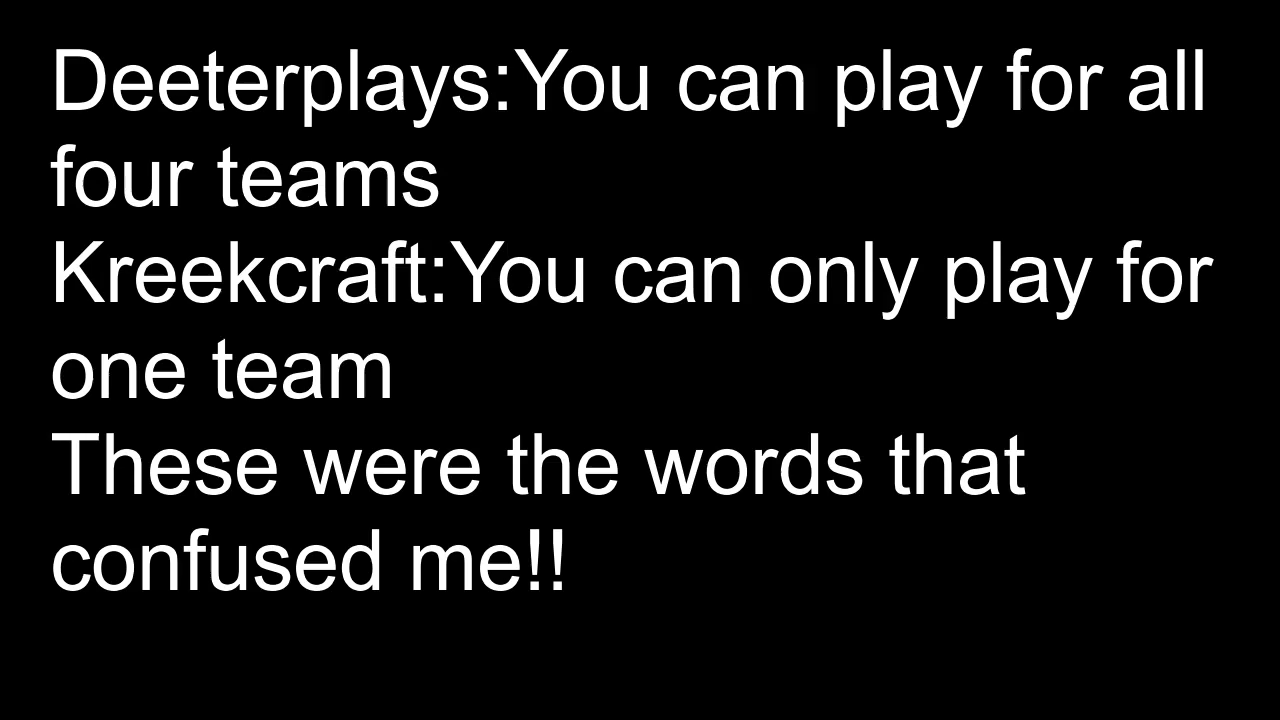 Deeterplays:You can play for all
four teams
Kreekcraft:You can only play for
one team
These were the words that
confused me!!